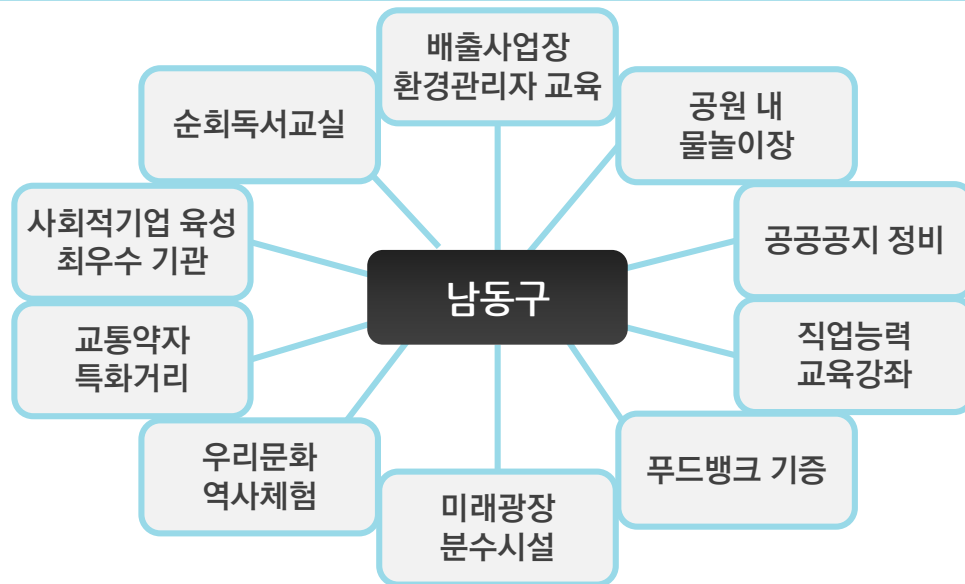 배출사업장
환경관리자 교육
공원 내
물놀이장
순회독서교실
사회적기업 육성
최우수 기관
공공공지 정비
남동구
교통약자
특화거리
직업능력
교육강좌
우리문화
역사체험
푸드뱅크 기증
미래광장
분수시설